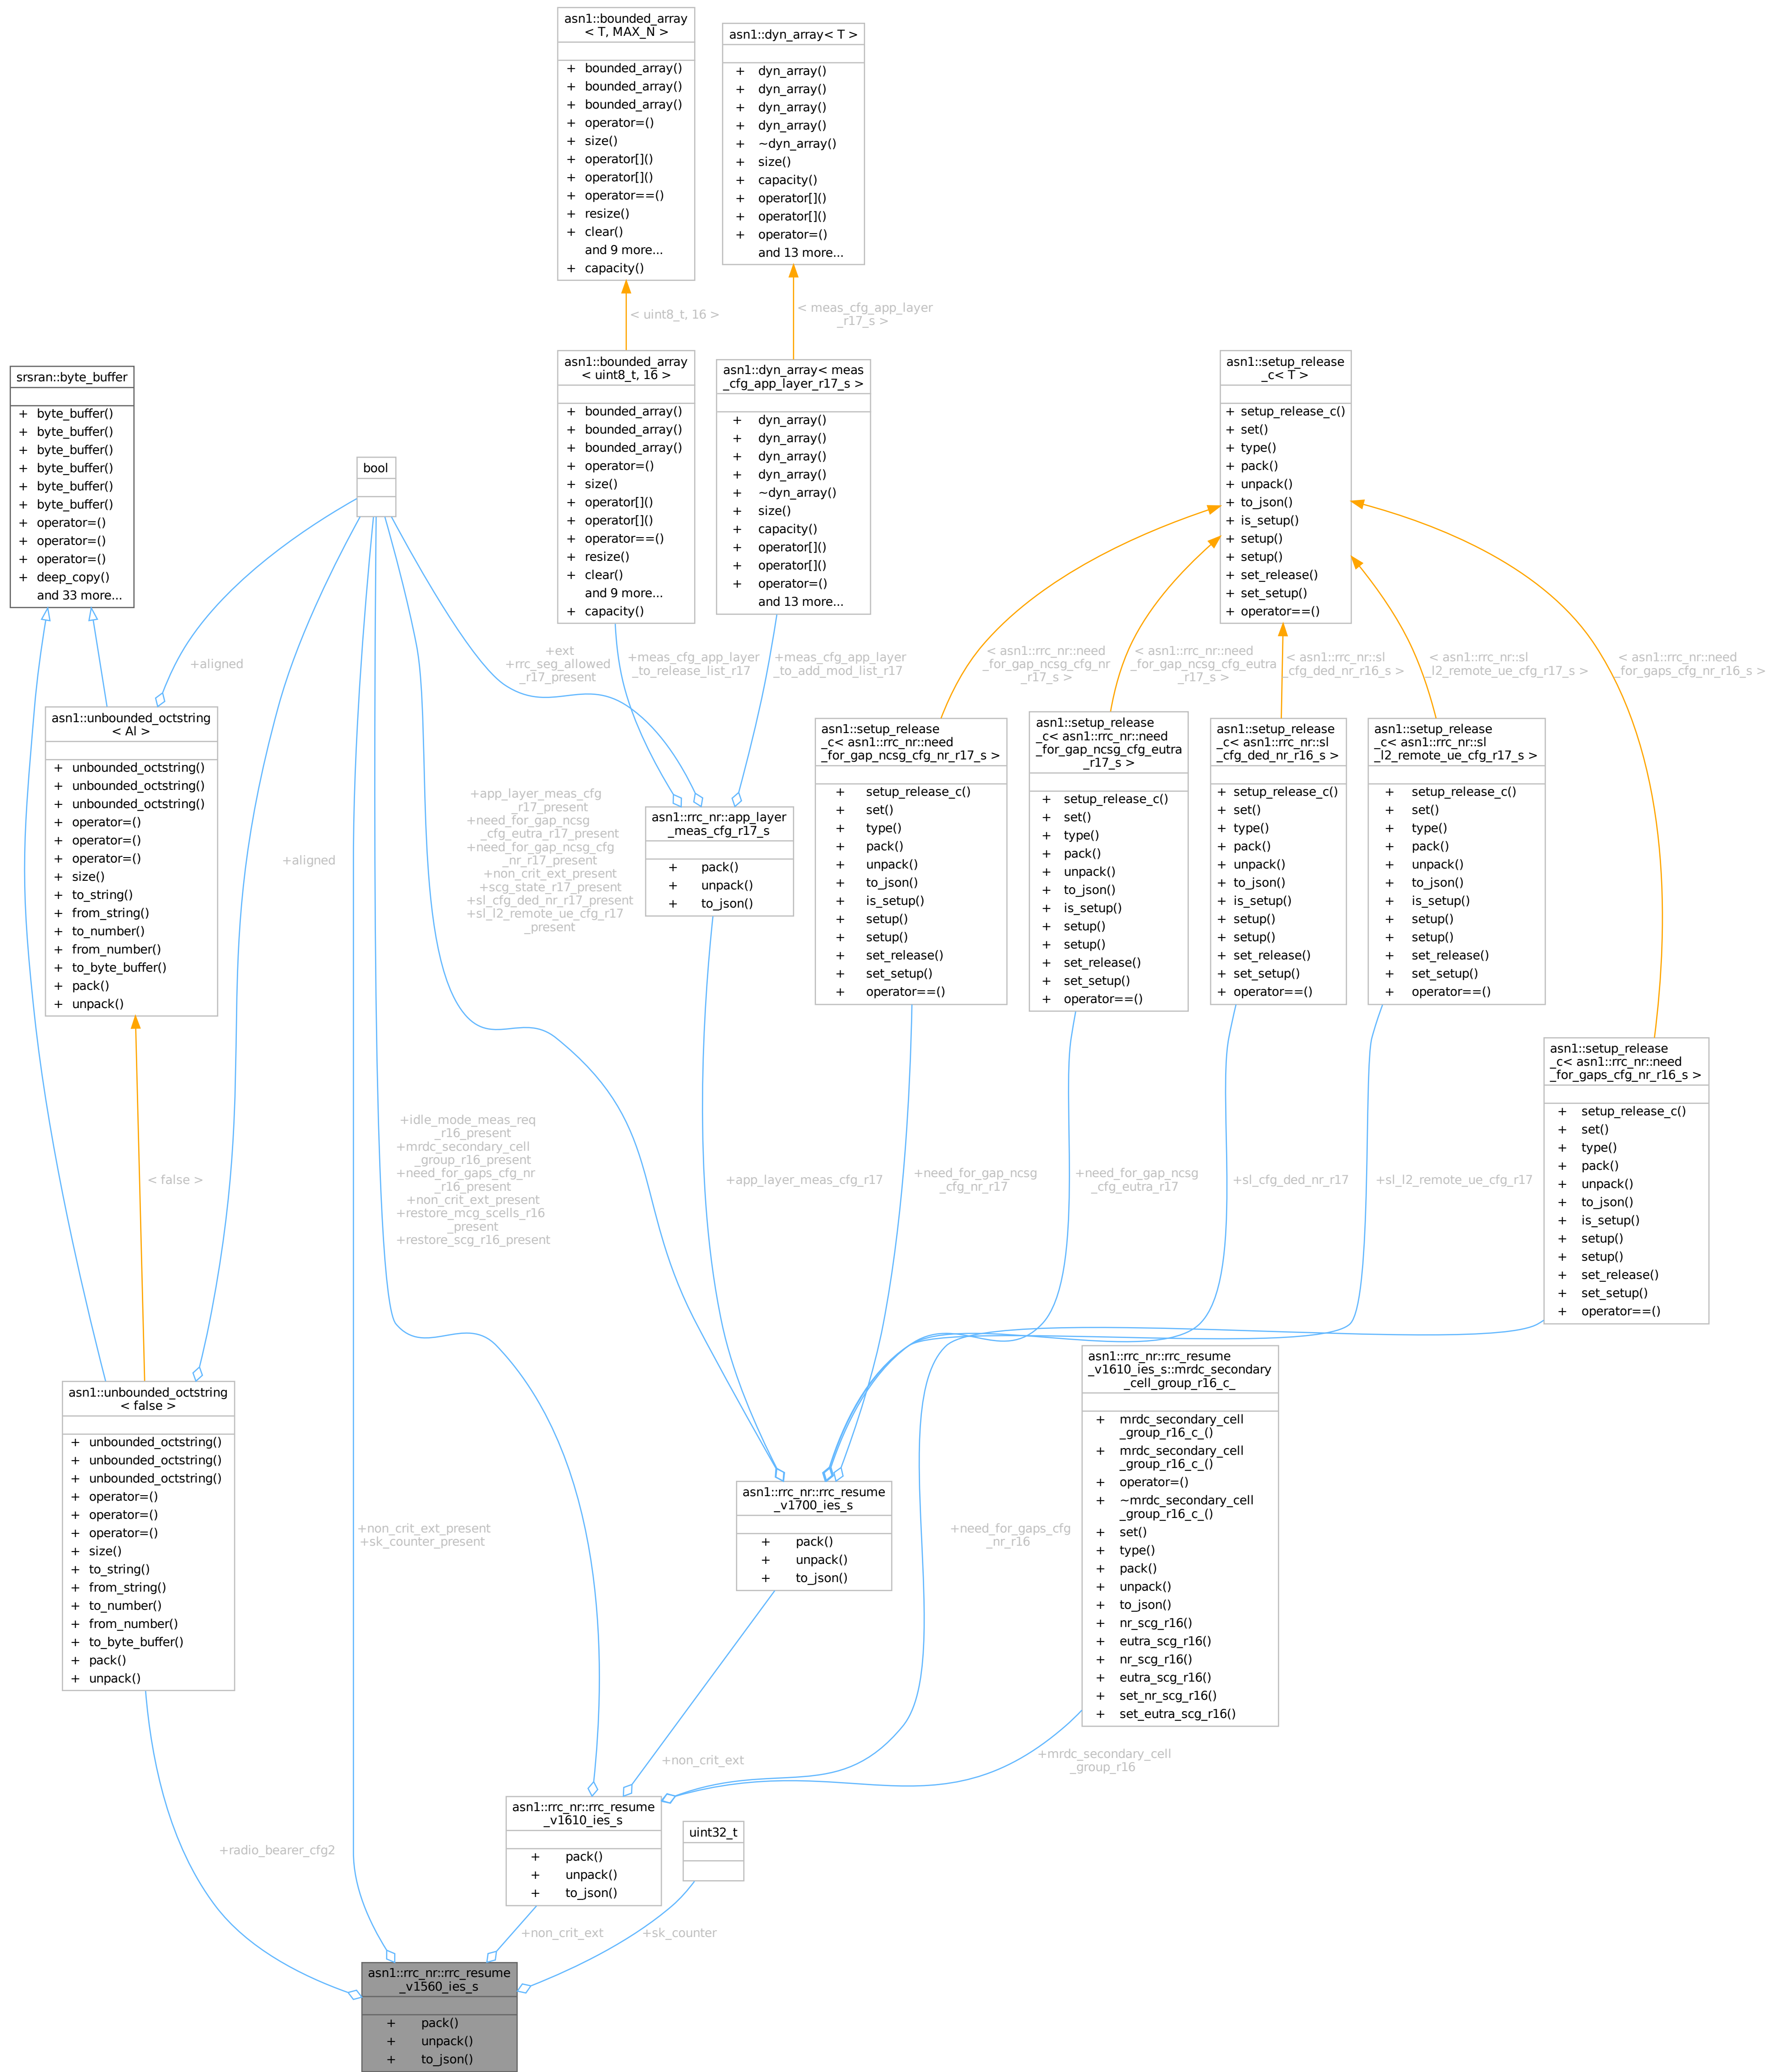 asn1::bounded_array
< T, MAX_N >
+ bounded_array()
+ bounded_array()
+ bounded_array()
+ operator=()
+ size()
+ operator[]()
+ operator[]()
+ operator==()
+ resize()
+ clear()
and 9 more...
+ capacity()
asn1::dyn_array< T >
+ dyn_array()
+ dyn_array()
+ dyn_array()
+ dyn_array()
+ ~dyn_array()
+ size()
+ capacity()
+ operator[]()
+ operator[]()
+ operator=()
and 13 more...
< uint8_t, 16 >
< meas_cfg_app_layer
_r17_s >
srsran::byte_buffer
+ byte_buffer()
+ byte_buffer()
+ byte_buffer()
+ byte_buffer()
+ byte_buffer()
+ byte_buffer()
+ operator=()
+ operator=()
+ operator=()
+ deep_copy()
and 33 more...
bool
asn1::bounded_array
< uint8_t, 16 >
+ bounded_array()
+ bounded_array()
+ bounded_array()
+ operator=()
+ size()
+ operator[]()
+ operator[]()
+ operator==()
+ resize()
+ clear()
and 9 more...
+ capacity()
asn1::dyn_array< meas
_cfg_app_layer_r17_s >
+ dyn_array()
+ dyn_array()
+ dyn_array()
+ dyn_array()
+ ~dyn_array()
+ size()
+ capacity()
+ operator[]()
+ operator[]()
+ operator=()
and 13 more...
asn1::setup_release
_c< T >
+ setup_release_c()
+ set()
+ type()
+ pack()
+ unpack()
+ to_json()
+ is_setup()
+ setup()
+ setup()
+ set_release()
+ set_setup()
+ operator==()
+aligned
+ext
+rrc_seg_allowed
_r17_present
+meas_cfg_app_layer
_to_release_list_r17
+meas_cfg_app_layer
_to_add_mod_list_r17
< asn1::rrc_nr::need
_for_gap_ncsg_cfg_nr
_r17_s >
< asn1::rrc_nr::need
_for_gap_ncsg_cfg_eutra
_r17_s >
< asn1::rrc_nr::sl
_cfg_ded_nr_r16_s >
< asn1::rrc_nr::sl
_l2_remote_ue_cfg_r17_s >
< asn1::rrc_nr::need
_for_gaps_cfg_nr_r16_s >
asn1::unbounded_octstring
< Al >
+ unbounded_octstring()
+ unbounded_octstring()
+ unbounded_octstring()
+ operator=()
+ operator=()
+ operator=()
+ size()
+ to_string()
+ from_string()
+ to_number()
+ from_number()
+ to_byte_buffer()
+ pack()
+ unpack()
+aligned
+app_layer_meas_cfg
_r17_present
+need_for_gap_ncsg
_cfg_eutra_r17_present
+need_for_gap_ncsg_cfg
_nr_r17_present
+non_crit_ext_present
+scg_state_r17_present
+sl_cfg_ded_nr_r17_present
+sl_l2_remote_ue_cfg_r17
_present
asn1::rrc_nr::app_layer
_meas_cfg_r17_s
+ pack()
+ unpack()
+ to_json()
asn1::setup_release
_c< asn1::rrc_nr::need
_for_gap_ncsg_cfg_nr_r17_s >
+ setup_release_c()
+ set()
+ type()
+ pack()
+ unpack()
+ to_json()
+ is_setup()
+ setup()
+ setup()
+ set_release()
+ set_setup()
+ operator==()
asn1::setup_release
_c< asn1::rrc_nr::need
_for_gap_ncsg_cfg_eutra
_r17_s >
+ setup_release_c()
+ set()
+ type()
+ pack()
+ unpack()
+ to_json()
+ is_setup()
+ setup()
+ setup()
+ set_release()
+ set_setup()
+ operator==()
asn1::setup_release
_c< asn1::rrc_nr::sl
_cfg_ded_nr_r16_s >
+ setup_release_c()
+ set()
+ type()
+ pack()
+ unpack()
+ to_json()
+ is_setup()
+ setup()
+ setup()
+ set_release()
+ set_setup()
+ operator==()
asn1::setup_release
_c< asn1::rrc_nr::sl
_l2_remote_ue_cfg_r17_s >
+ setup_release_c()
+ set()
+ type()
+ pack()
+ unpack()
+ to_json()
+ is_setup()
+ setup()
+ setup()
+ set_release()
+ set_setup()
+ operator==()
asn1::setup_release
_c< asn1::rrc_nr::need
_for_gaps_cfg_nr_r16_s >
+ setup_release_c()
+ set()
+ type()
+ pack()
+ unpack()
+ to_json()
+ is_setup()
+ setup()
+ setup()
+ set_release()
+ set_setup()
+ operator==()
< false >
+idle_mode_meas_req
_r16_present
+mrdc_secondary_cell
_group_r16_present
+need_for_gaps_cfg_nr
_r16_present
+non_crit_ext_present
+restore_mcg_scells_r16
_present
+restore_scg_r16_present
+app_layer_meas_cfg_r17
+need_for_gap_ncsg
_cfg_nr_r17
+need_for_gap_ncsg
_cfg_eutra_r17
+sl_cfg_ded_nr_r17
+sl_l2_remote_ue_cfg_r17
asn1::unbounded_octstring
< false >
+ unbounded_octstring()
+ unbounded_octstring()
+ unbounded_octstring()
+ operator=()
+ operator=()
+ operator=()
+ size()
+ to_string()
+ from_string()
+ to_number()
+ from_number()
+ to_byte_buffer()
+ pack()
+ unpack()
+non_crit_ext_present
+sk_counter_present
asn1::rrc_nr::rrc_resume
_v1700_ies_s
+ pack()
+ unpack()
+ to_json()
+need_for_gaps_cfg
_nr_r16
asn1::rrc_nr::rrc_resume
_v1610_ies_s::mrdc_secondary
_cell_group_r16_c_
+ mrdc_secondary_cell
_group_r16_c_()
+ mrdc_secondary_cell
_group_r16_c_()
+ operator=()
+ ~mrdc_secondary_cell
_group_r16_c_()
+ set()
+ type()
+ pack()
+ unpack()
+ to_json()
+ nr_scg_r16()
+ eutra_scg_r16()
+ nr_scg_r16()
+ eutra_scg_r16()
+ set_nr_scg_r16()
+ set_eutra_scg_r16()
+non_crit_ext
+mrdc_secondary_cell
_group_r16
+radio_bearer_cfg2
asn1::rrc_nr::rrc_resume
_v1610_ies_s
+ pack()
+ unpack()
+ to_json()
uint32_t
+non_crit_ext
+sk_counter
asn1::rrc_nr::rrc_resume
_v1560_ies_s
+ pack()
+ unpack()
+ to_json()